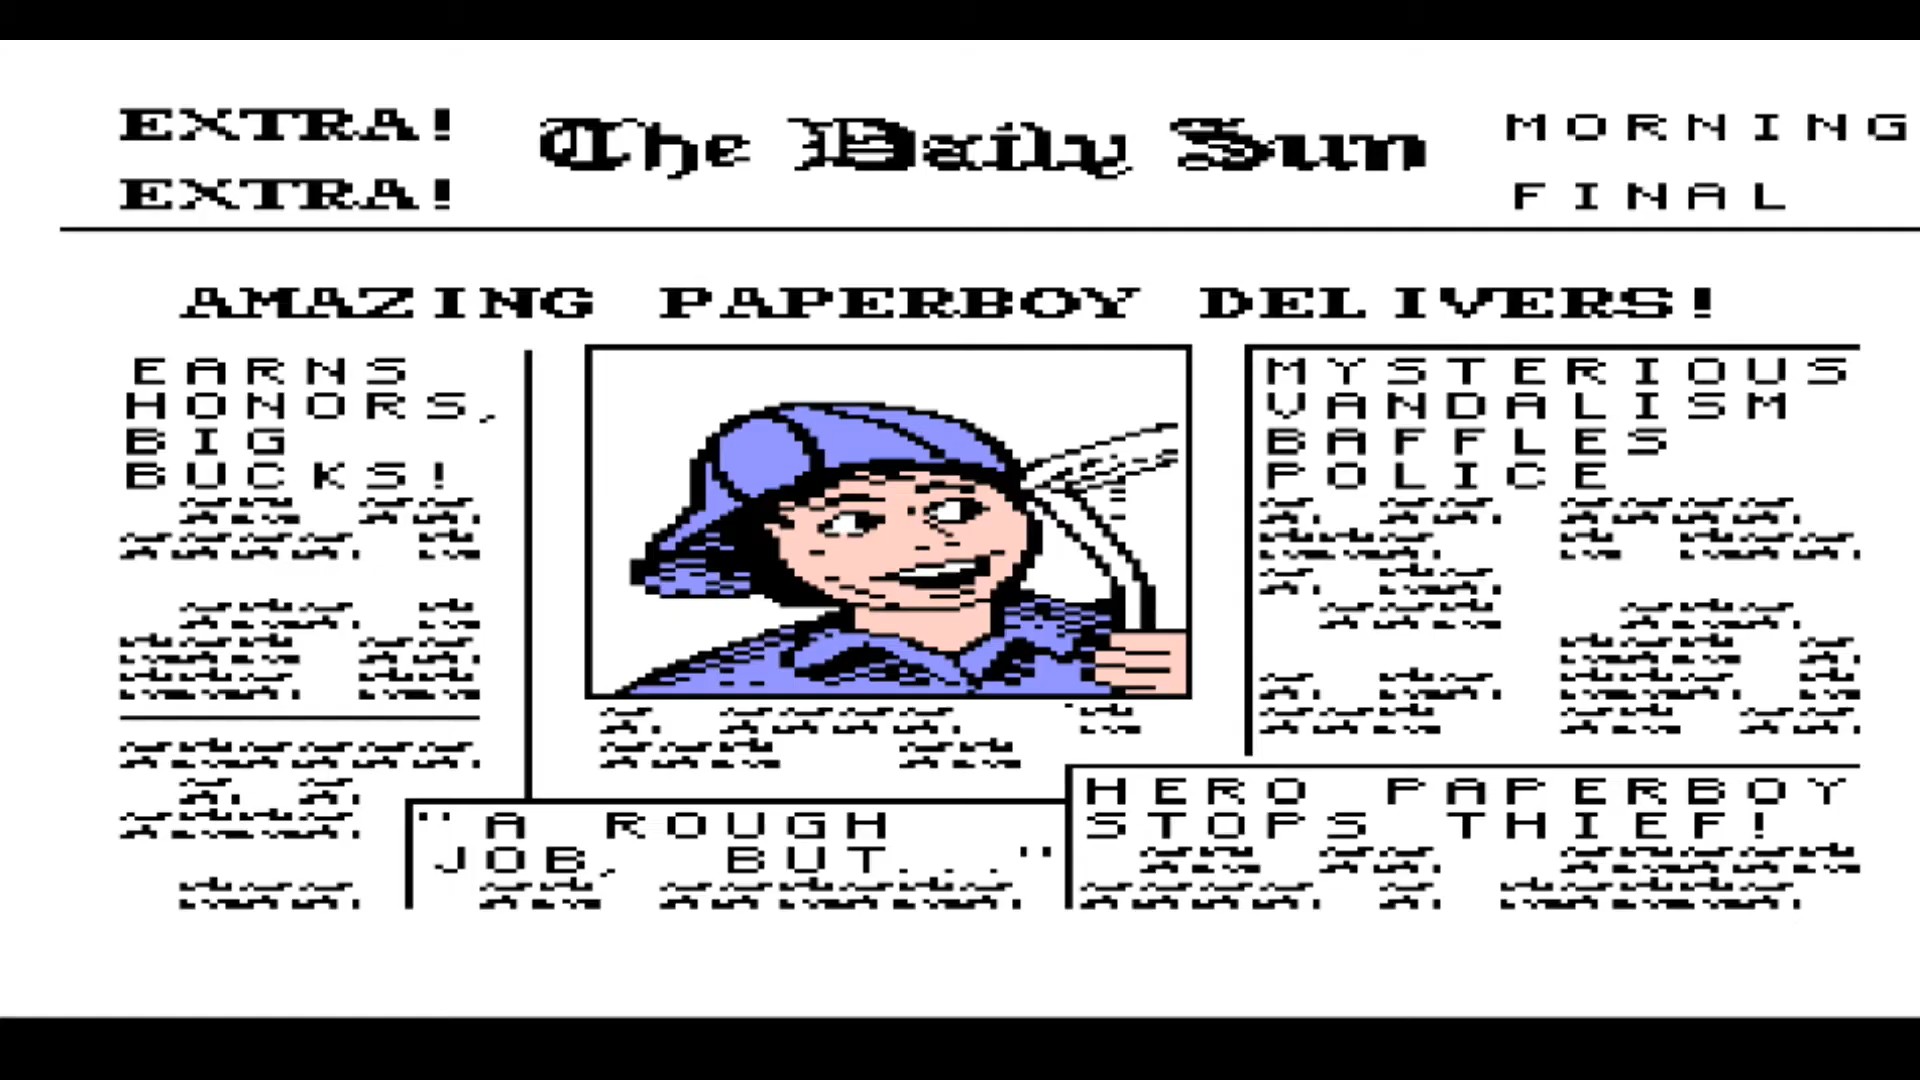 EXTRA!
EXTRA!
The Daily Sun
MORNING
FINAL
AMAZING PAPERBOY DELIVERS!
EARNS
HONORS,
BIG
BUCKS!
MYSTERIOUS
VANDALISM
BAFFLES
POLICE
"A ROUGH
JOB, BUT..."
HERO PAPERBOY
STOPS THIEF!